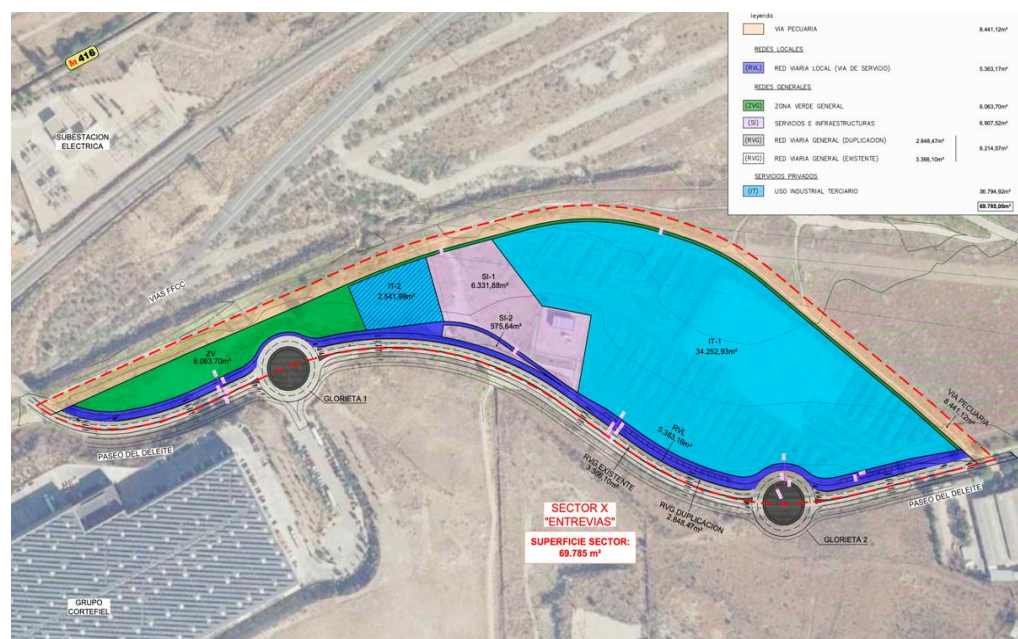 leyenda
VIA PECUARIA 8.441,12m²
REDES LOCALES
(RVL) RED VIARIA LOCAL (VIA DE SERVICIO) 5.363,17m²
REDES GENERALES
(ZVG) ZONA VERDE GENERAL 6.063,70m²
(SI) SERVICIOS E INFRAESTRUCTURAS 6.907,52m²
(RVG) RED VIARIA GENERAL (DUPLICACION) 2.848,47m²
6.214,57m²
(RVG) RED VIARIA GENERAL (EXISTENTE) 3.366,10m²
SERVICIOS PRIVADOS
(IT) USO INDUSTRIAL TERCIARIO 36.794,92m²
69.785,00m²
M 416
SUBESTACION
ELECTRICA
VIAS FFCC
SI-1
6.331,88m²
IT-2
2.541,99m²
SI-2
575,64m²
IT-1
34.252,93m²
ZV
6.063,70m²
GLORIETA 1
VIA PECUARIA
8.441,12m²
RVL
5.363,16m²
PASEO DEL DELEITE
RVG EXISTENTE
3.366,10m²
RVG DUPLICACION
2.848,47m²
PASEO DEL DELEITE
SECTOR X
"ENTREVIAS"
SUPERFICIE SECTOR:
69.785 m²
GLORIETA 2
GRUPO
CORTEFIEL